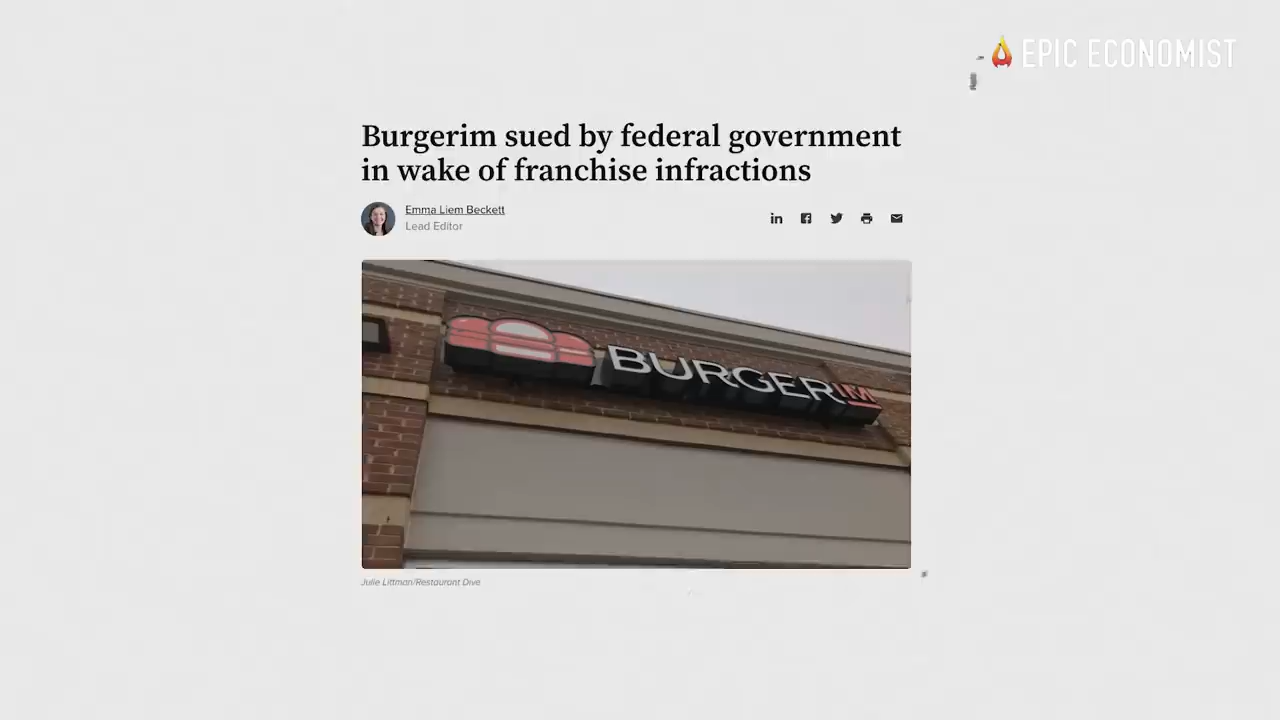 EPIC ECONOMIST
Burgerim sued by federal government
in wake of franchise infractions
Emma Liem Beckett
Lead Editor
BURGERIM
Julie Littman/Restaurant Dive